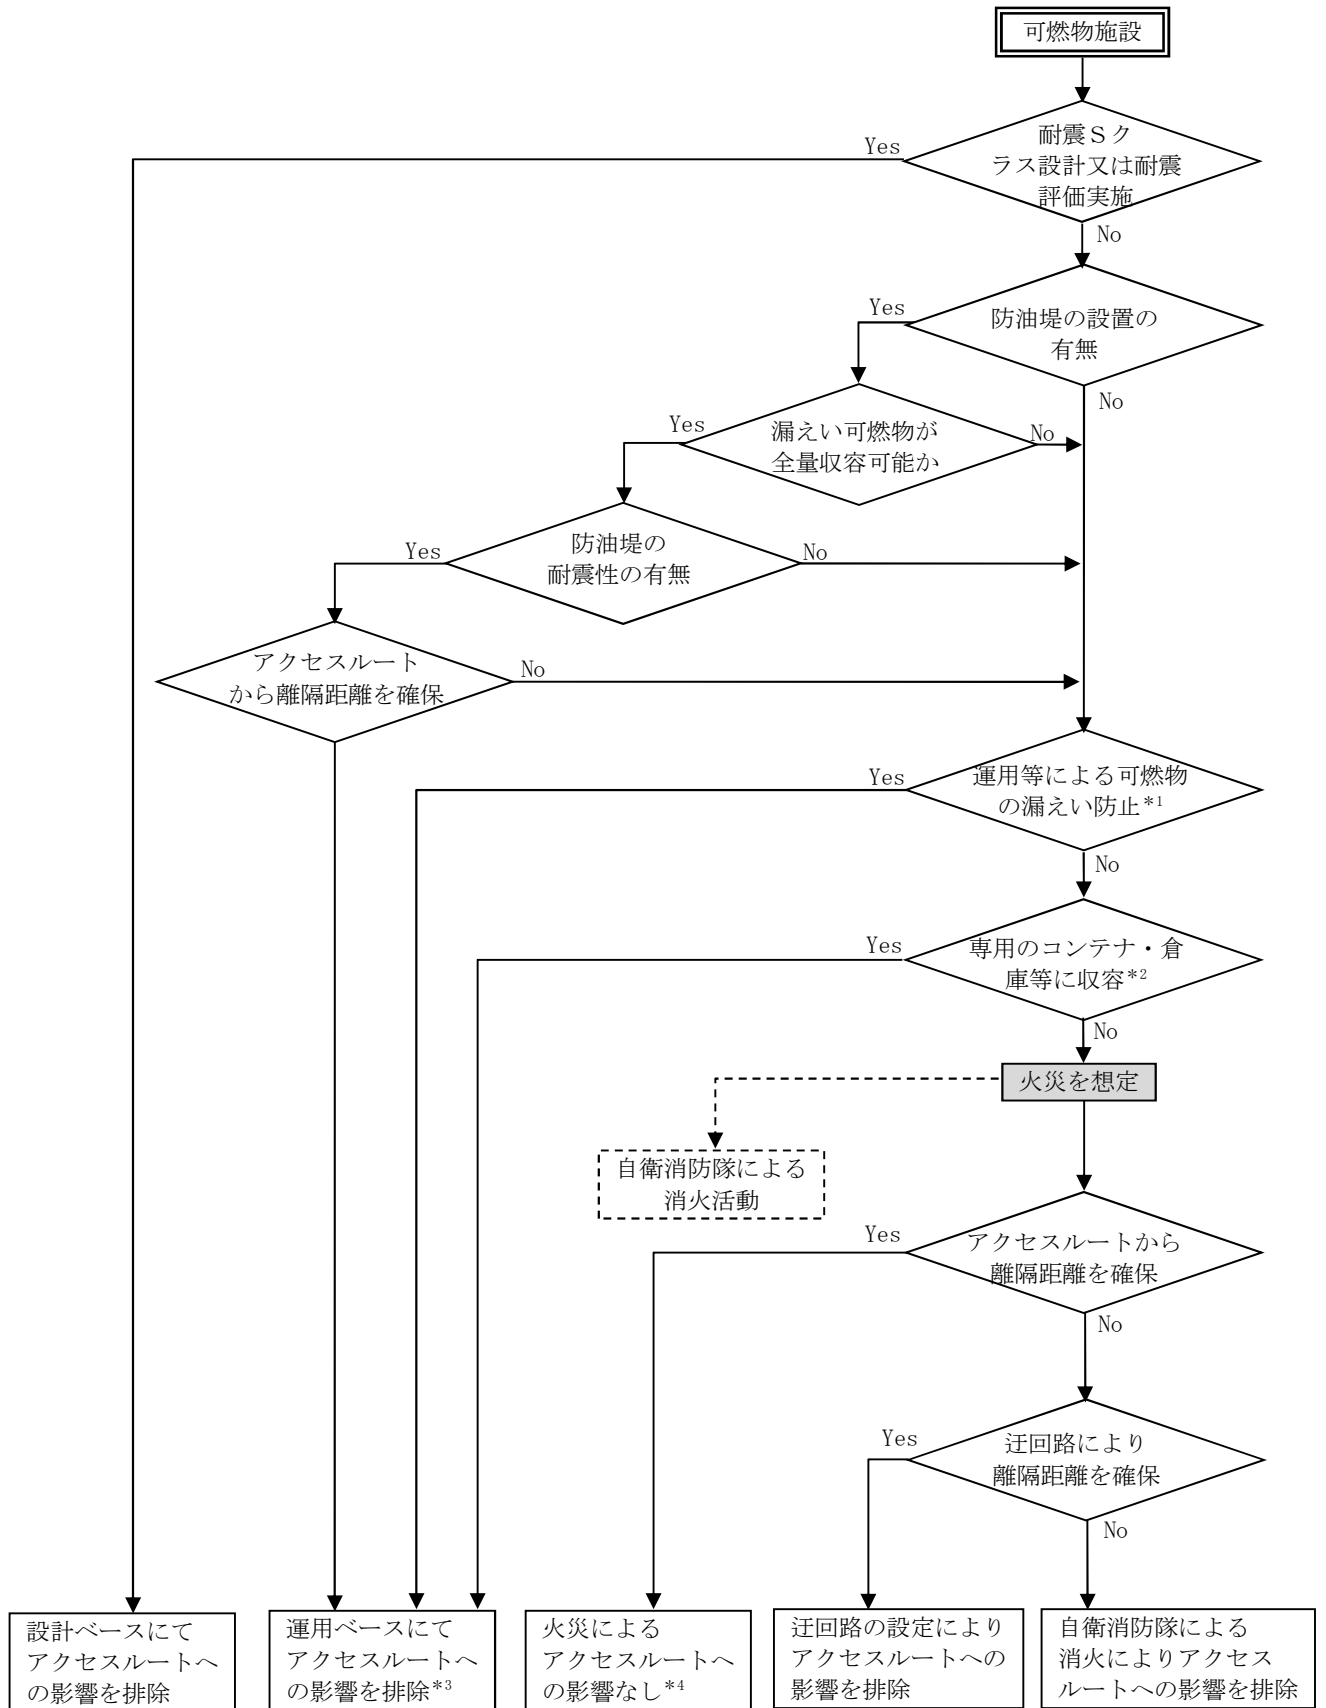 可燃物施設
耐震Ｓク
ラス設計又は耐震
評価実施
Yes
No
防油堤の設置の
有無
Yes
No
漏えい可燃物が
全量収容可能か
Yes
No
防油堤の
耐震性の有無
Yes
No
アクセスルート
から離隔距離を確保
No
運用等による可燃物
の漏えい防止*1
Yes
No
専用のコンテナ・倉
庫等に収容*2
Yes
No
火災を想定
自衛消防隊による
消火活動
アクセスルートから
離隔距離を確保
Yes
No
迂回路により
離隔距離を確保
Yes
No
設計ベースにて
アクセスルートへ
の影響を排除
運用ベースにて
アクセスルートへ
の影響を排除*3
火災による
アクセスルートへ
の影響なし*4
迂回路の設定により
アクセスルートへの
影響を排除
自衛消防隊による
消火によりアクセス
ルートへの影響を排除